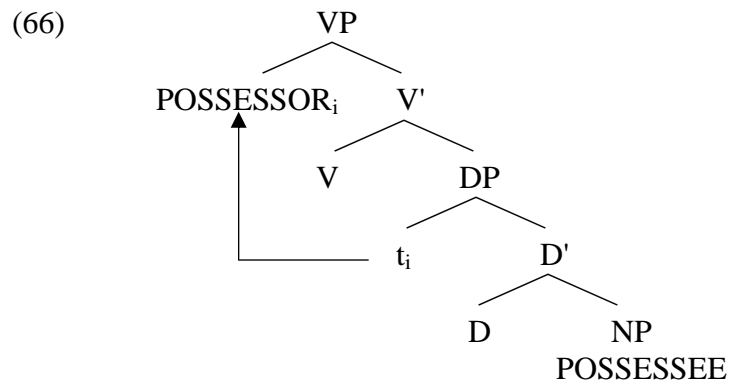 (66) VP
POSSESSORi V'
V DP
ti D'
D NP
POSSESSEE